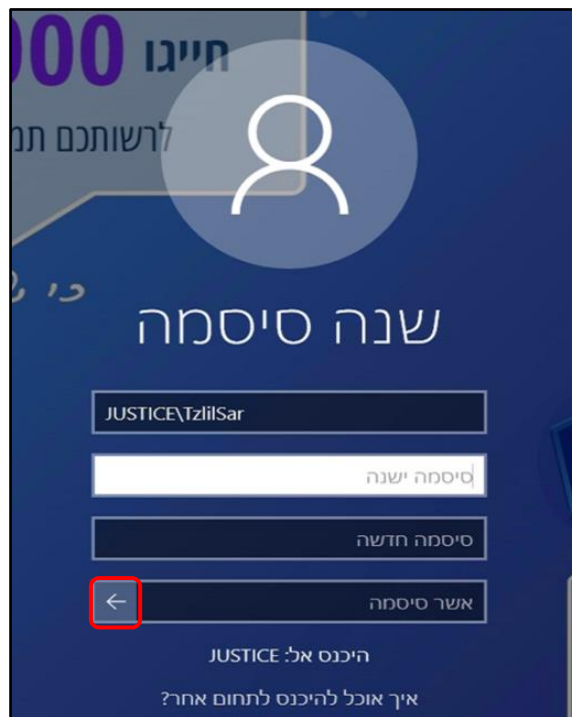 חייגו 000
לרשותכם
כי
שנה סיסמה
JUSTICE\TzlilSar
סיסמה ישנה
סיסמה חדשה
אשר סיסמה
היכנס אל: JUSTICE
איך אוכל להיכנס לתחום אחר?